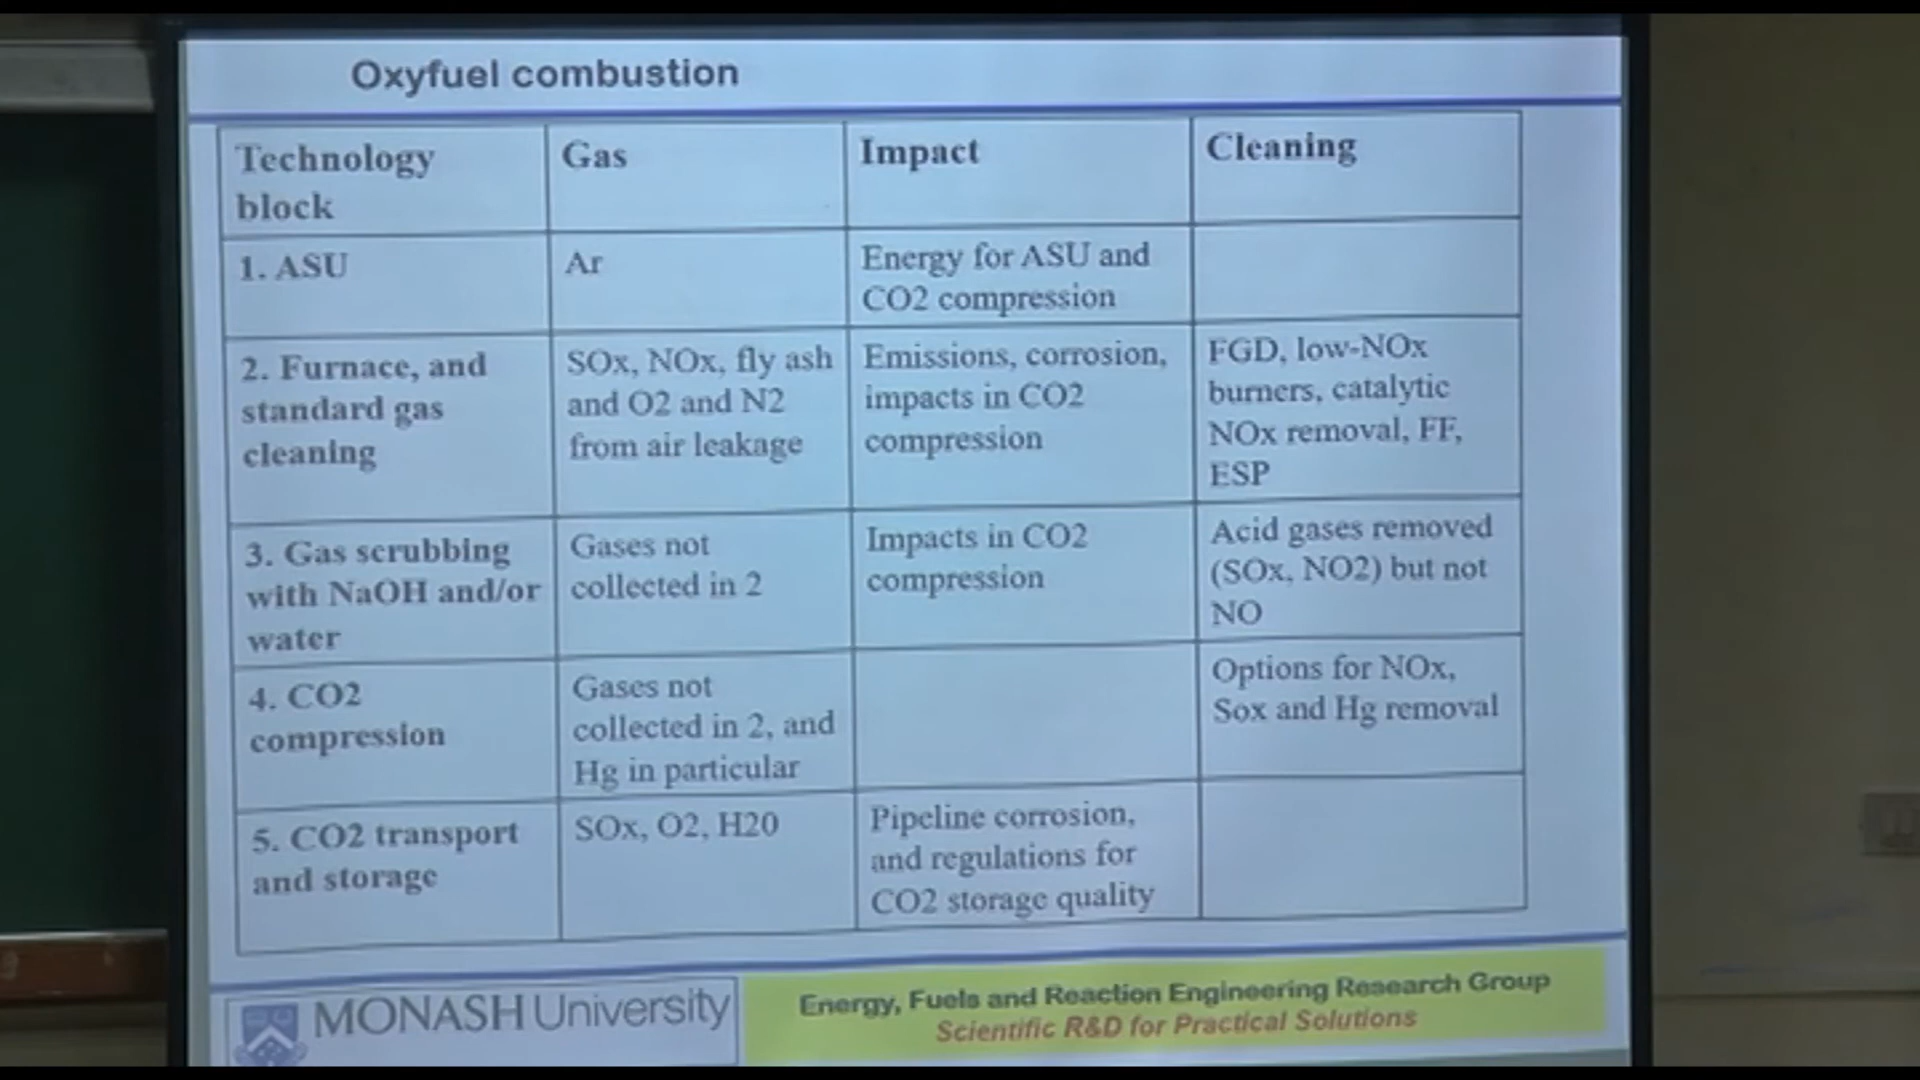 Oxyfuel combustion
Technology
block
Gas
Impact
Cleaning
1. ASU
Ar
Energy for ASU and
CO2 compression
2. Furnace, and
standard gas
cleaning
SOx, NOx, fly ash
and O2 and N2
from air leakage
Emissions, corrosion,
impacts in CO2
compression
FGD, low-NOx
burners, catalytic
NOx removal, FF,
ESP
3. Gas scrubbing
with NaOH and/or
water
Gases not
collected in 2
Impacts in CO2
compression
Acid gases removed
(SOx, NO2) but not
NO
4. CO2
compression
Gases not
collected in 2, and
Hg in particular
Options for NOx,
Sox and Hg removal
5. CO2 transport
and storage
SOx, O2, H20
Pipeline corrosion,
and regulations for
CO2 storage quality
MONASH University
Energy, Fuels and Reaction Engineering Research Group
Scientific R&D for Practical Solutions